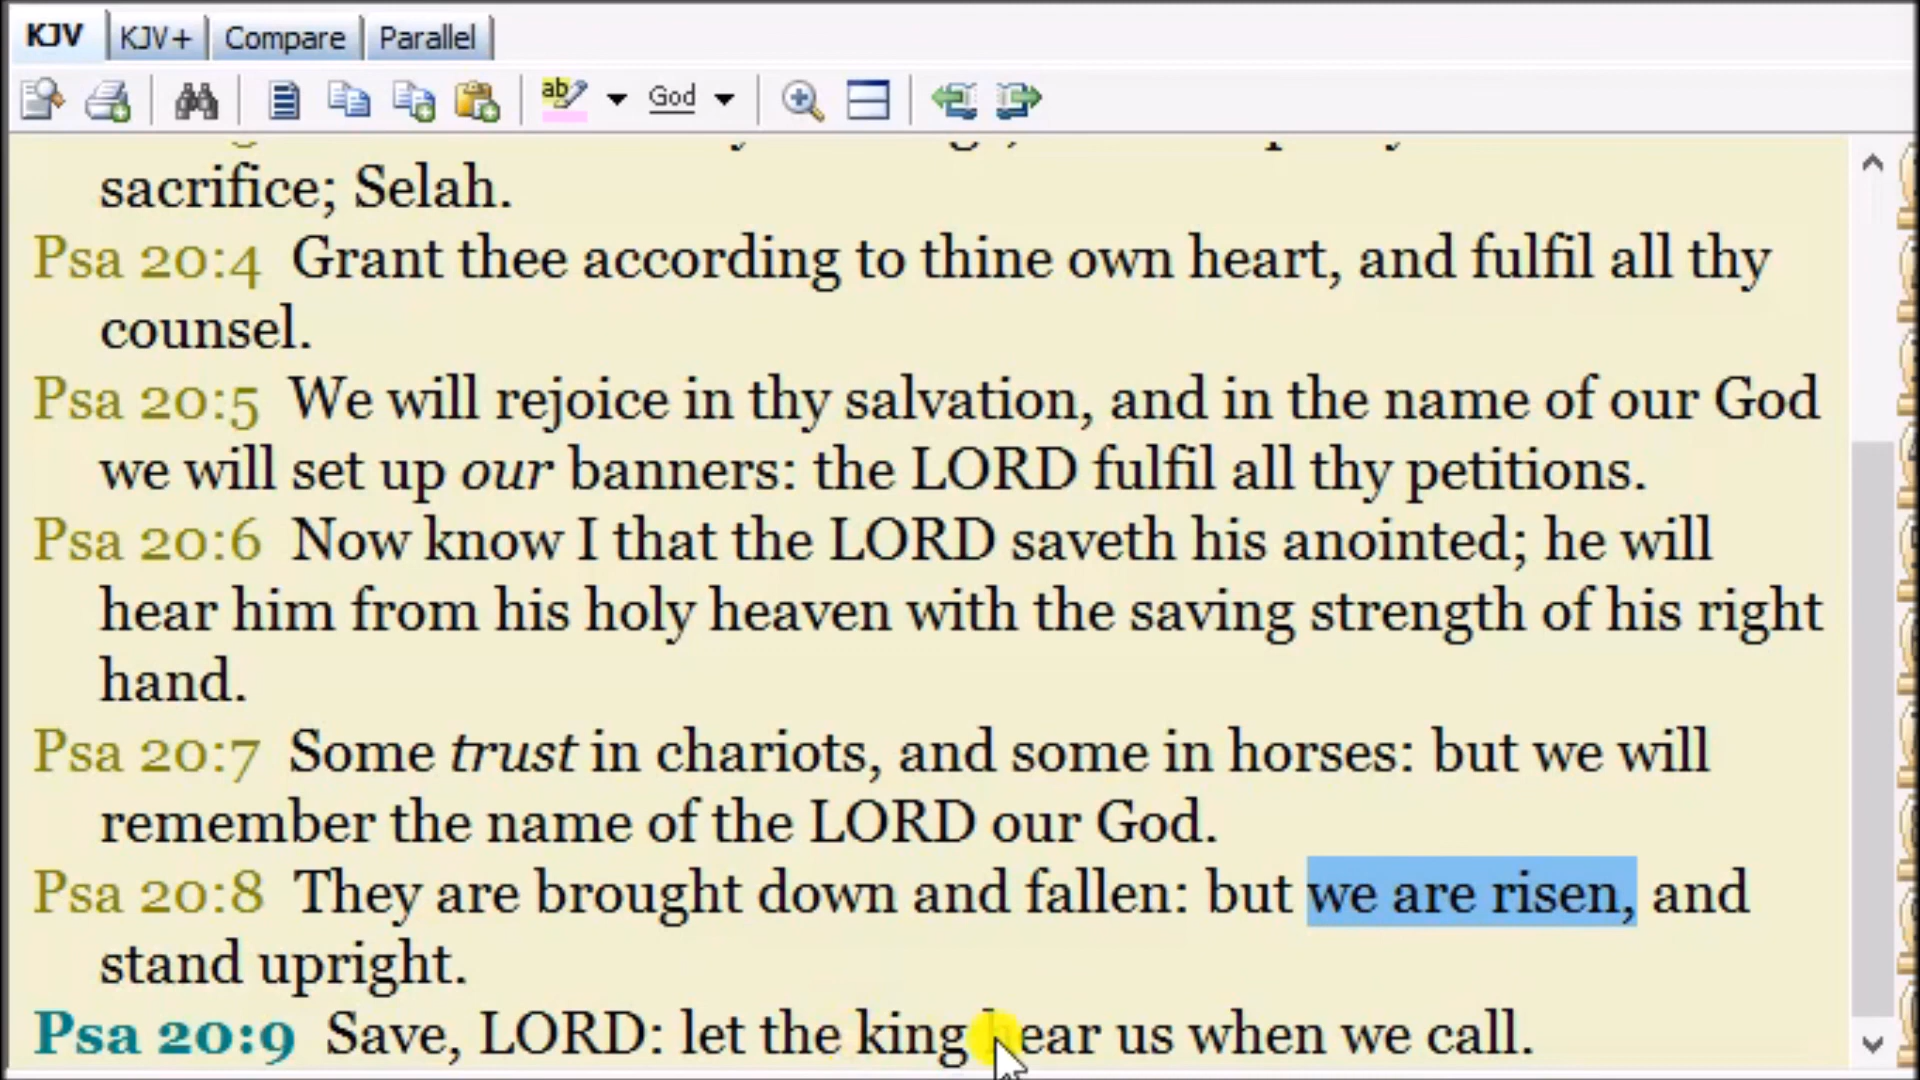 KJV KJV+ Compare Parallel
ab God
sacrifice; Selah.
Psa 20:4 Grant thee according to thine own heart, and fulfil all thy
counsel.
Psa 20:5 We will rejoice in thy salvation, and in the name of our God
we will set up our banners: the LORD fulfil all thy petitions.
Psa 20:6 Now know I that the LORD saveth his anointed; he will
hear him from his holy heaven with the saving strength of his right
hand.
Psa 20:7 Some trust in chariots, and some in horses: but we will
remember the name of the LORD our God.
Psa 20:8 They are brought down and fallen: but we are risen, and
stand upright.
Psa 20:9 Save, LORD: let the king hear us when we call.